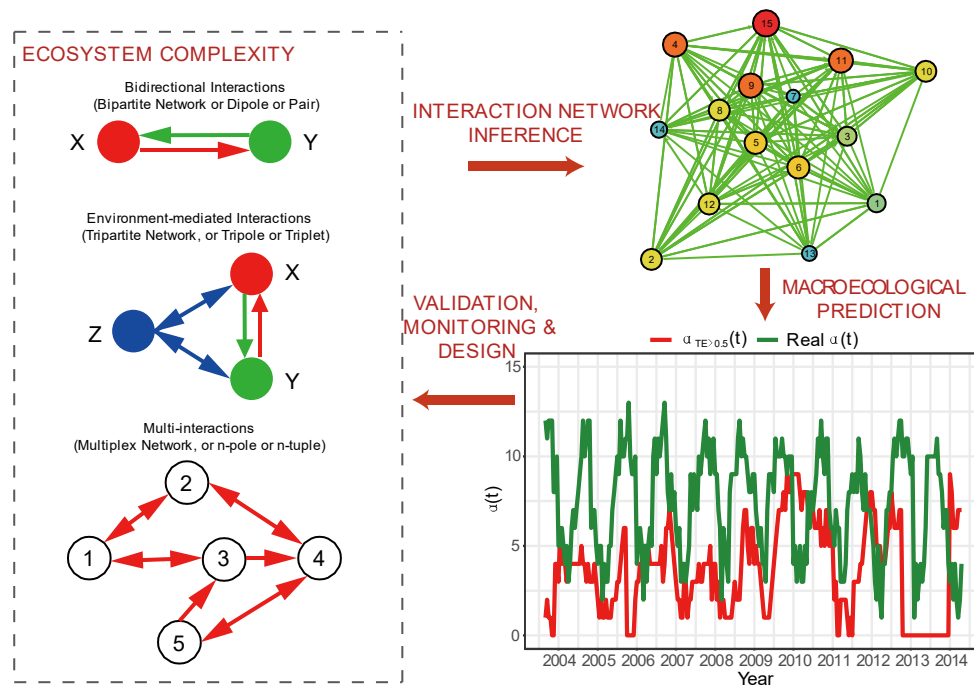 ECOSYSTEM COMPLEXITY
Bidirectional Interactions
(Bipartite Network or Dipole or Pair)
X
Y
Environment-mediated Interactions
(Tripartite Network, or Tripole or Triplet)
X
Z
Y
Multi-interactions
(Multiplex Network, or n-pole or n-tuple)
2
1
3
4
5
INTERACTION NETWORK
INFERENCE
15
4
11
10
9
7
8
14
3
5
6
12
1
2
13
MACROECOLOGICAL
PREDICTION
VALIDATION,
MONITORING &
DESIGN
α TE>0.5(t)
Real α(t)
15
10
5
0
α(t)
2004 2005 2006 2007 2008 2009 2010 2011 2012 2013 2014
Year